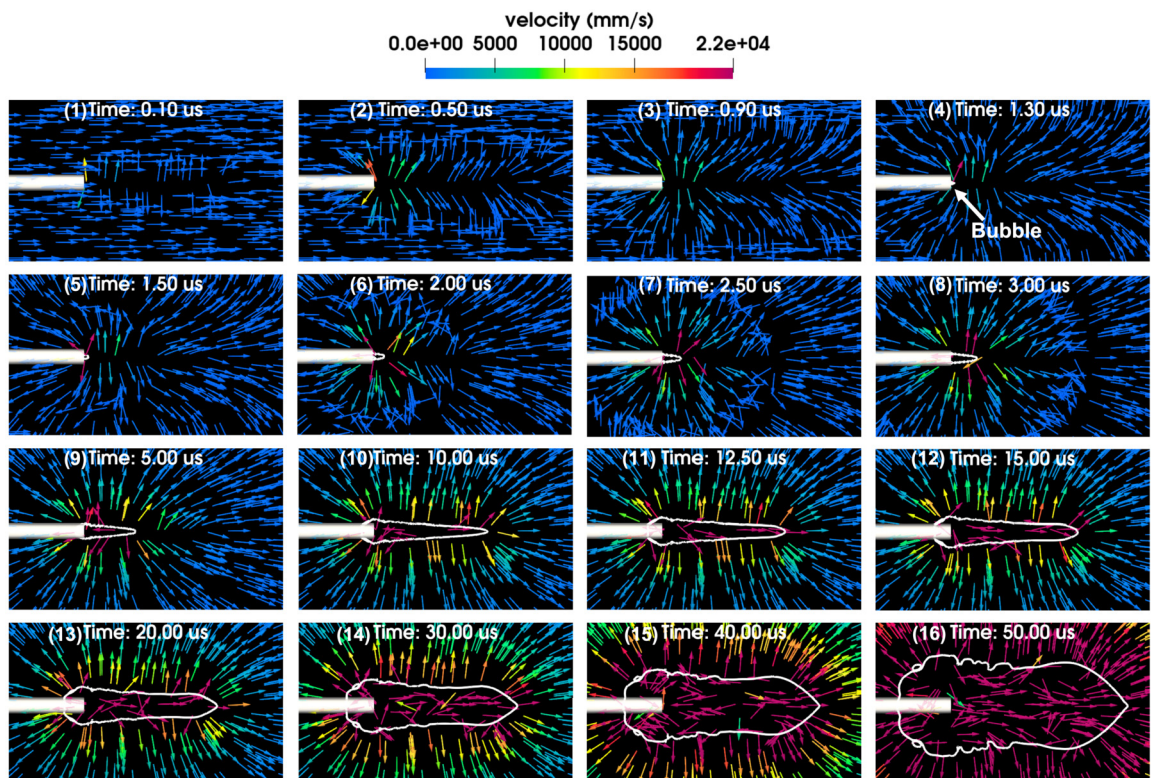 velocity (mm/s)
0.0e+00 5000 10000 15000 2.2e+04
(1)Time: 0.10 us
(2) Time: 0.50 us
(3) Time: 0.90 us
(4) Time: 1.30 us
Bubble
(5) Time: 1.50 us
(6) Time: 2.00 us
(7) Time: 2.50 us
(8) Time: 3.00 us
(9)Time: 5.00 us
(10) Time: 10.00 us
(11) Time: 12.50 us
(12) Time: 15.00 us
(13)Time: 20.00 us
(14) Time: 30.00 us
(15) Time: 40.00 us
(16) Time: 50.00 us